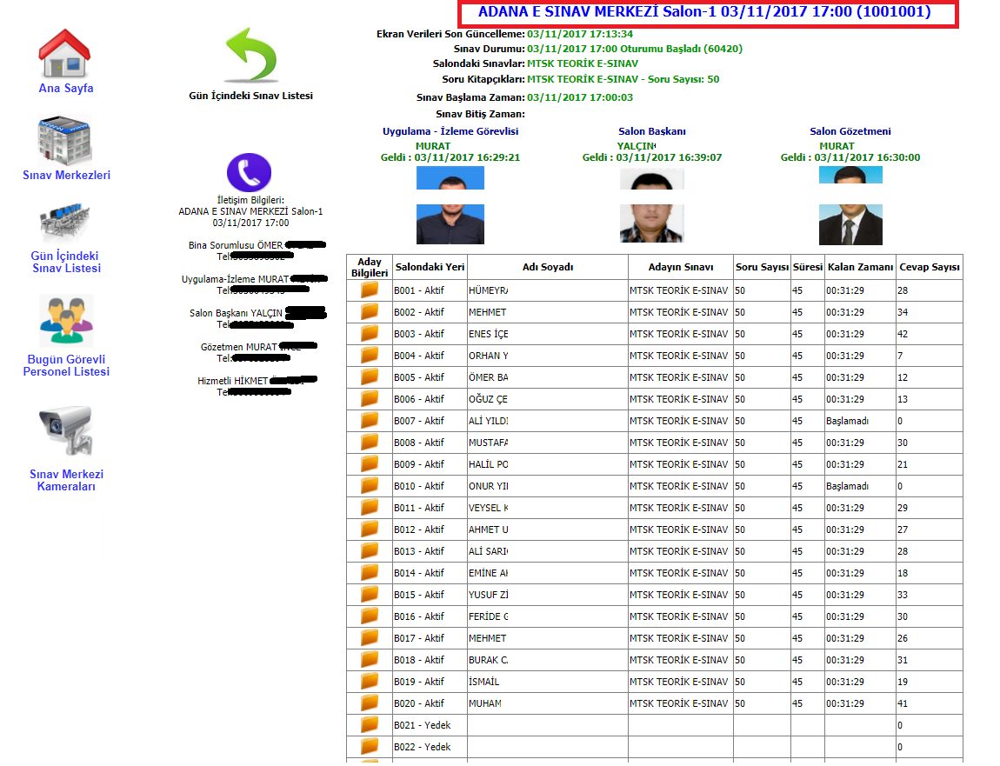 ADANA E SINAV MERKEZİ Salon-1 03/11/2017 17:00 (1001001)
Ekran Verileri Son Güncelleme: 03/11/2017 17:13:34
Sınav Durumu: 03/11/2017 17:00 Oturumu Başladı (60420)
Salondaki Sınavlar: MTSK TEORİK E-SINAV
Soru Kitapçıkları: MTSK TEORİK E-SINAV - Soru Sayısı: 50
Sınav Başlama Zaman: 03/11/2017 17:00:03
Sınav Bitiş Zaman:
Ana Sayfa
Sınav Merkezleri
Gün İçindeki
Sınav Listesi
Bugün Görevli
Personel Listesi
Sınav Merkezi
Kameraları
Gün İçindeki Sınav Listesi
İletişim Bilgileri:
ADANA E SINAV MERKEZİ Salon-1
03/11/2017 17:00
Bina Sorumlusu ÖMER
Tel:
Uygulama-İzleme MURAT
Tel:
Salon Başkanı YALÇIN
Tel:
Gözetmen MURAT
Tel:
Hizmetli HİKMET
Tel:
Uygulama - İzleme Görevlisi Salon Başkanı Salon Gözetmeni
MURAT YALÇIN MURAT
Geldi : 03/11/2017 16:29:21 Geldi : 03/11/2017 16:39:07 Geldi : 03/11/2017 16:30:00
Aday Bilgileri Salondaki Yeri Adı Soyadı Adayın Sınavı Soru Sayısı Süresi Kalan Zamanı Cevap Sayısı
B001 - Aktif HÜMEYRA MTSK TEORİK E-SINAV 50 45 00:31:29 28
B002 - Aktif MEHMET MTSK TEORİK E-SINAV 50 45 00:31:29 34
B003 - Aktif ENES İÇE MTSK TEORİK E-SINAV 50 45 00:31:29 42
B004 - Aktif ORHAN Y MTSK TEORİK E-SINAV 50 45 00:31:29 7
B005 - Aktif ÖMER BA MTSK TEORİK E-SINAV 50 45 00:31:29 12
B006 - Aktif OĞUZ ÇE MTSK TEORİK E-SINAV 50 45 00:31:29 13
B007 - Aktif ALİ YILDI MTSK TEORİK E-SINAV 50 45 Başlamadı 0
B008 - Aktif MUSTAFA MTSK TEORİK E-SINAV 50 45 00:31:29 30
B009 - Aktif HALİL PO MTSK TEORİK E-SINAV 50 45 00:31:29 21
B010 - Aktif ONUR YI MTSK TEORİK E-SINAV 50 45 Başlamadı 0
B011 - Aktif VEYSEL K MTSK TEORİK E-SINAV 50 45 00:31:29 29
B012 - Aktif AHMET U MTSK TEORİK E-SINAV 50 45 00:31:29 27
B013 - Aktif ALİ SARI MTSK TEORİK E-SINAV 50 45 00:31:29 28
B014 - Aktif EMİNE MTSK TEORİK E-SINAV 50 45 00:31:29 18
B015 - Aktif YUSUF Zİ MTSK TEORİK E-SINAV 50 45 00:31:29 33
B016 - Aktif FERİDE MTSK TEORİK E-SINAV 50 45 00:31:29 30
B017 - Aktif MEHMET MTSK TEORİK E-SINAV 50 45 00:31:29 26
B018 - Aktif BURAK MTSK TEORİK E-SINAV 50 45 00:31:29 31
B019 - Aktif İSMAİL MTSK TEORİK E-SINAV 50 45 00:31:29 19
B020 - Aktif MUHAM MTSK TEORİK E-SINAV 50 45 00:31:29 41
B021 - Yedek 0
B022 - Yedek 0